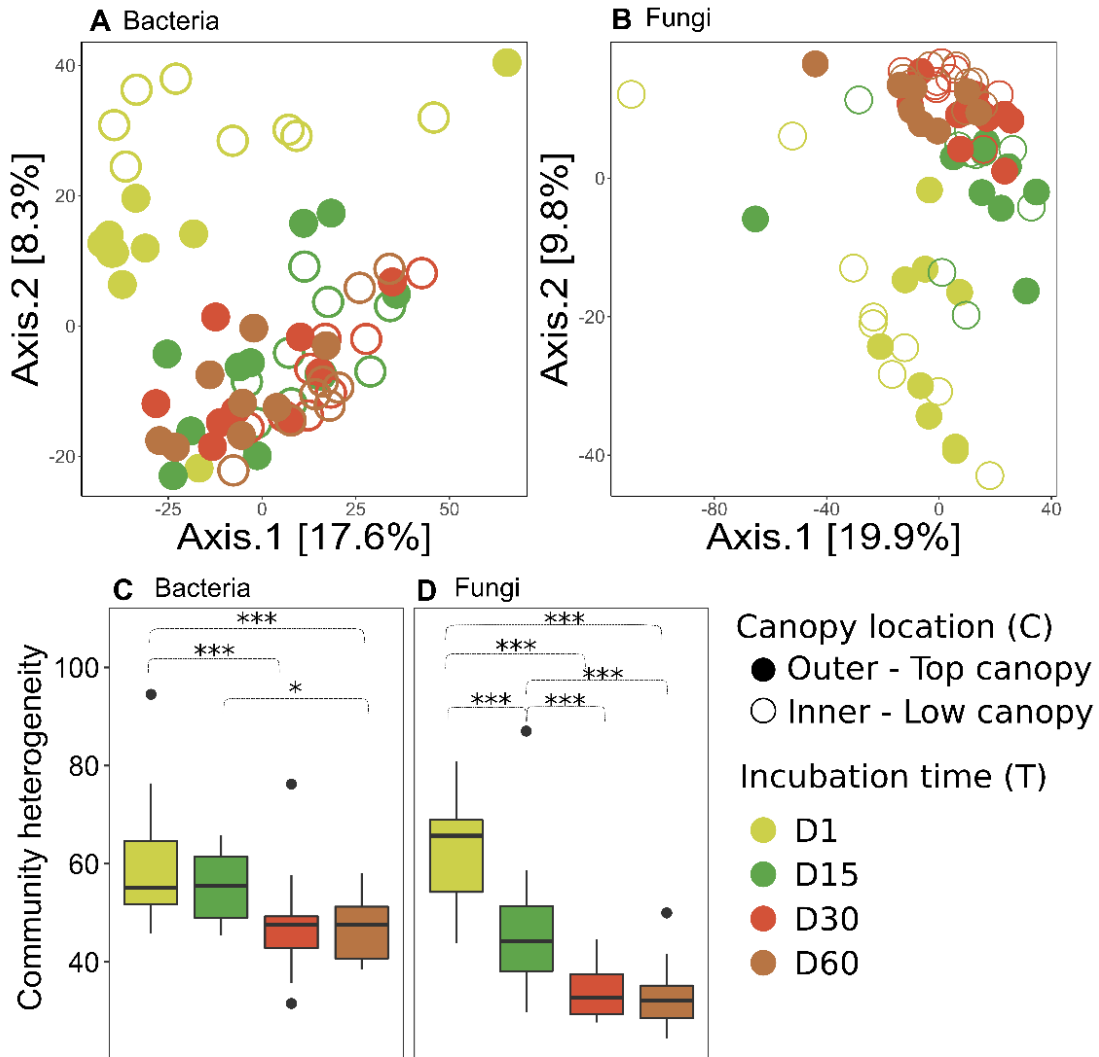 A Bacteria
B Fungi
40
20
0
-20
Axis.2 [8.3%]
-25
0
25
50
Axis.1 [17.6%]
0
-20
-40
Axis.2 [9.8%]
-80
-40
0
40
Axis.1 [19.9%]
C Bacteria
D Fungi
***
***
*
***
***
***
***
***
100
80
60
40
Community heterogeneity
Canopy location (C)
Outer - Top canopy
Inner - Low canopy
Incubation time (T)
D1
D15
D30
D60